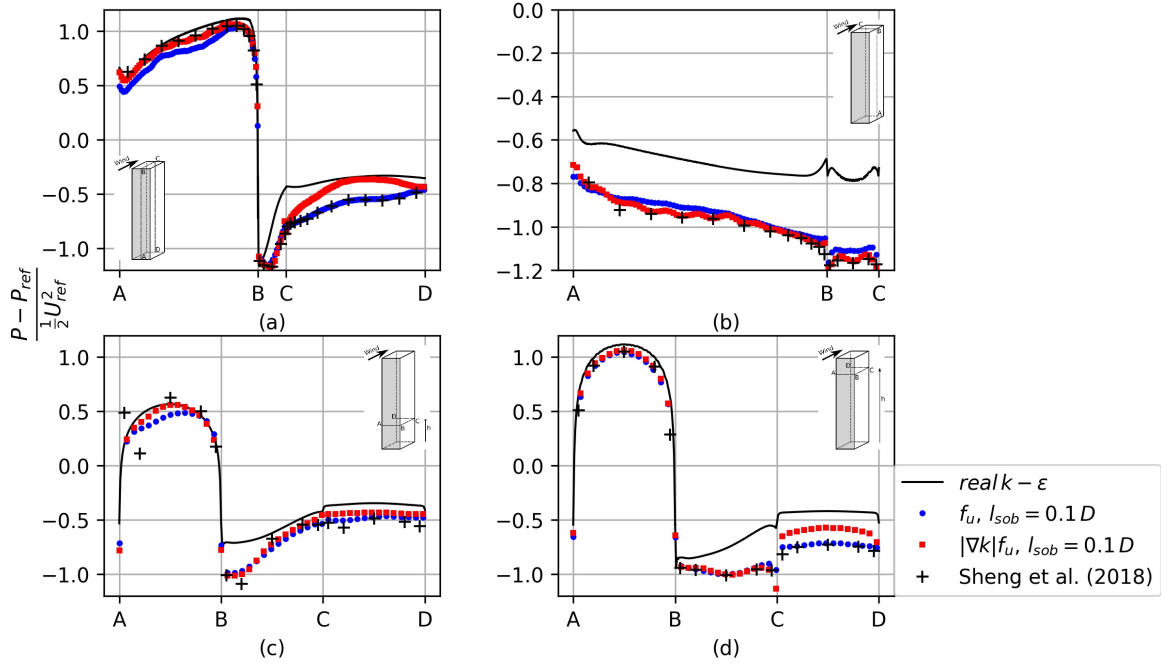 P − P_ref / ½U²_ref
1.0
0.5
0.0
−0.5
−1.0
A
B
C
D
(a)
Wind
B
C
A
D
0.0
−0.2
−0.4
−0.6
−0.8
−1.0
−1.2
A
B
C
(b)
Wind
C
B
A
1.0
0.5
0.0
−0.5
−1.0
A
B
C
D
(c)
Wind
D
A
B
C
h
1.0
0.5
0.0
−0.5
−1.0
A
B
C
D
(d)
Wind
D
A
B
C
h
real k − ε
f_u, l_sob = 0.1 D
|∇k|f_u, l_sob = 0.1 D
Sheng et al. (2018)